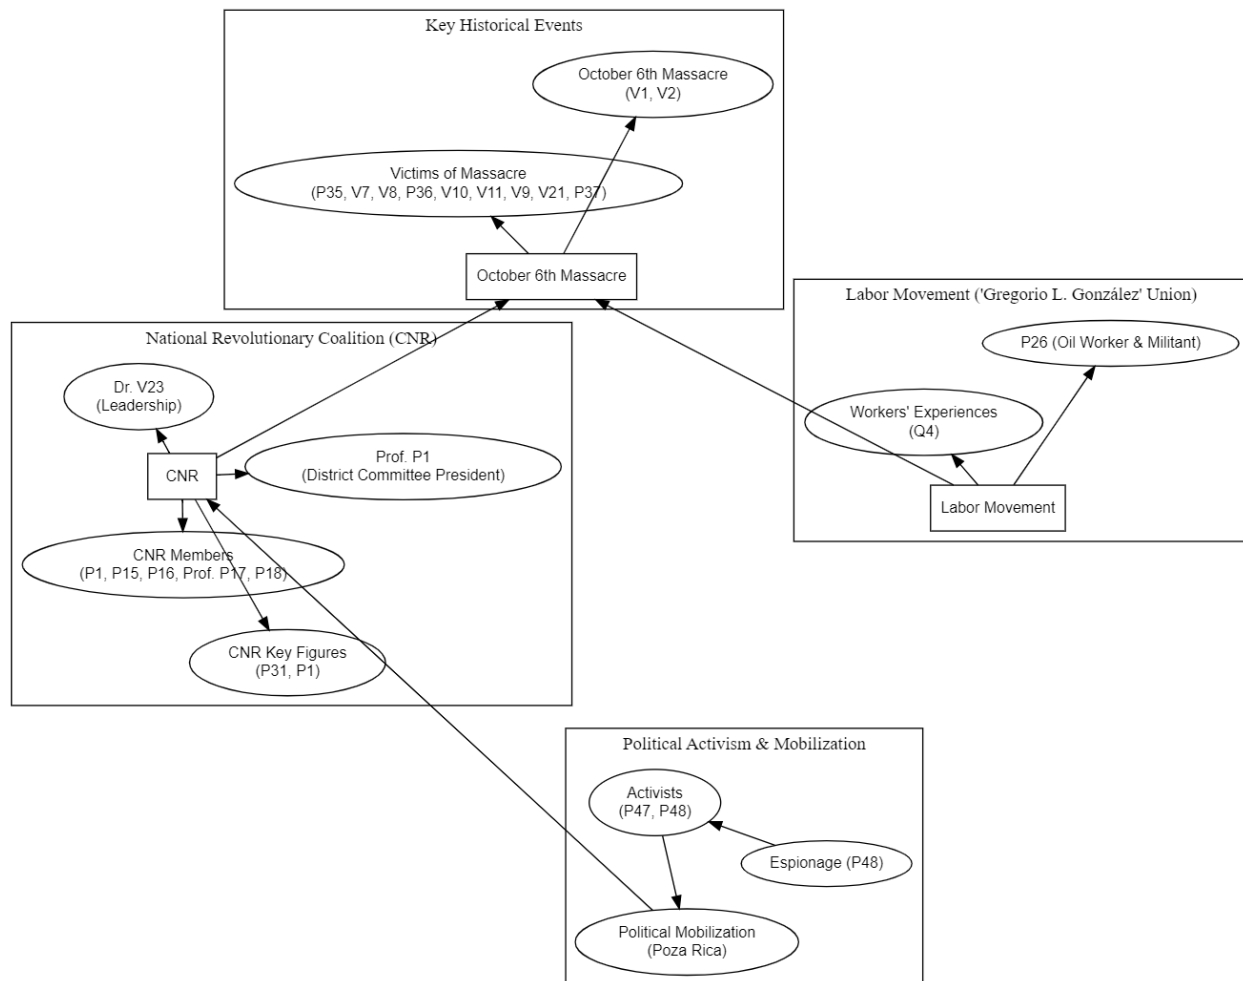 Key Historical Events
October 6th Massacre
(V1, V2)
Victims of Massacre
(P35, V7, V8, P36, V10, V11, V9, V21, P37)
October 6th Massacre
Labor Movement ('Gregorio L. González' Union)
P26 (Oil Worker & Militant)
Workers' Experiences
(Q4)
Labor Movement
National Revolutionary Coalition (CNR)
Dr. V23
(Leadership)
Prof. P1
(District Committee President)
CNR
CNR Members
(P1, P15, P16, Prof. P17, P18)
CNR Key Figures
(P31, P1)
Political Activism & Mobilization
Activists
(P47, P48)
Espionage (P48)
Political Mobilization
(Poza Rica)